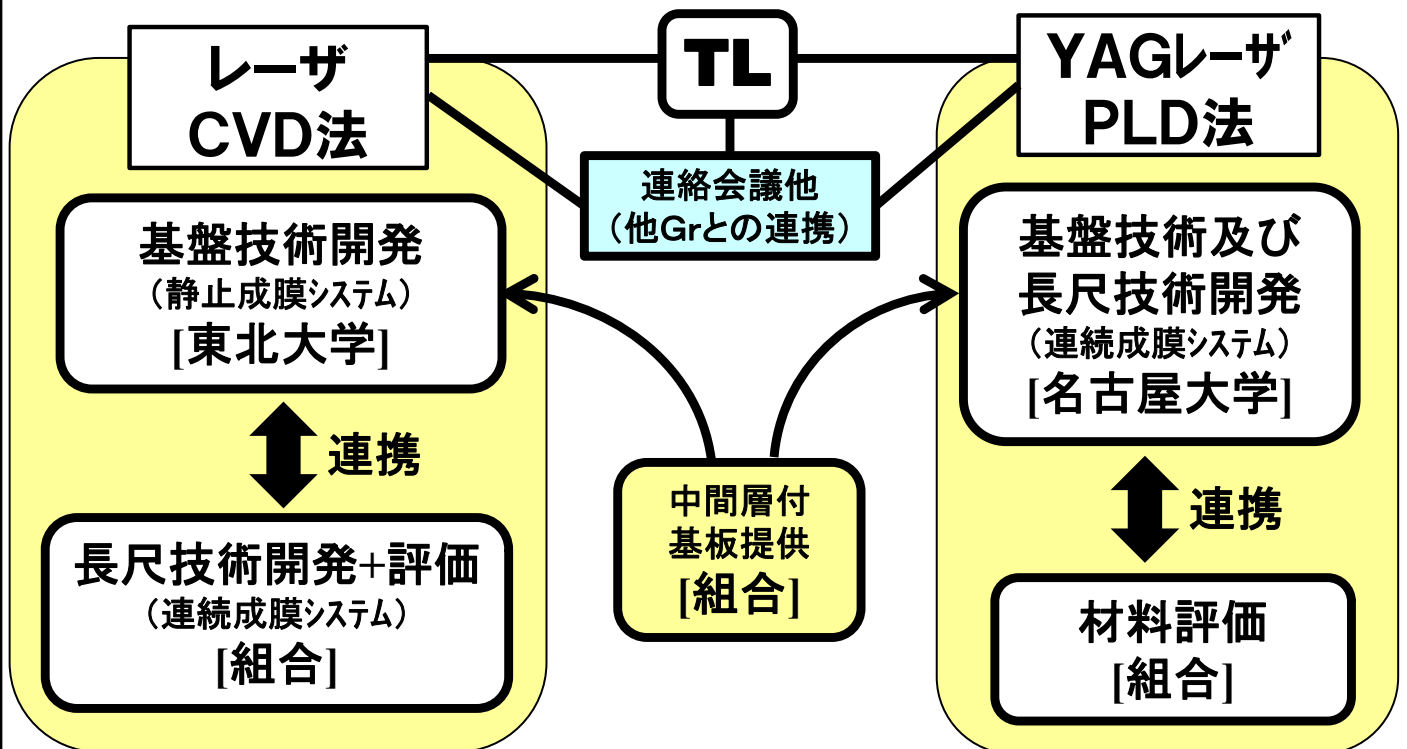 レーザ
CVD法
TL
YAGﾚｰｻﾞ
PLD法
連絡会議他
（他Grとの連携）
基盤技術開発
（静止成膜ｼｽﾃﾑ）
[東北大学]
連携
長尺技術開発+評価
（連続成膜ｼｽﾃﾑ）
[組合]
中間層付
基板提供
[組合]
基盤技術及び
長尺技術開発
（連続成膜ｼｽﾃﾑ）
[名古屋大学]
連携
材料評価
[組合]